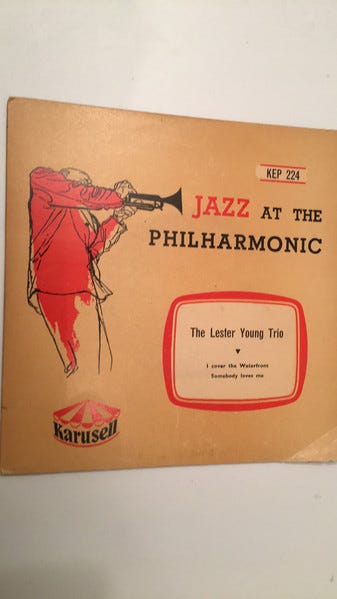 KEP 224
JAZZ AT THE
PHILHARMONIC
The Lester Young Trio
I cover the Waterfront
Somebody loves me
Karusell